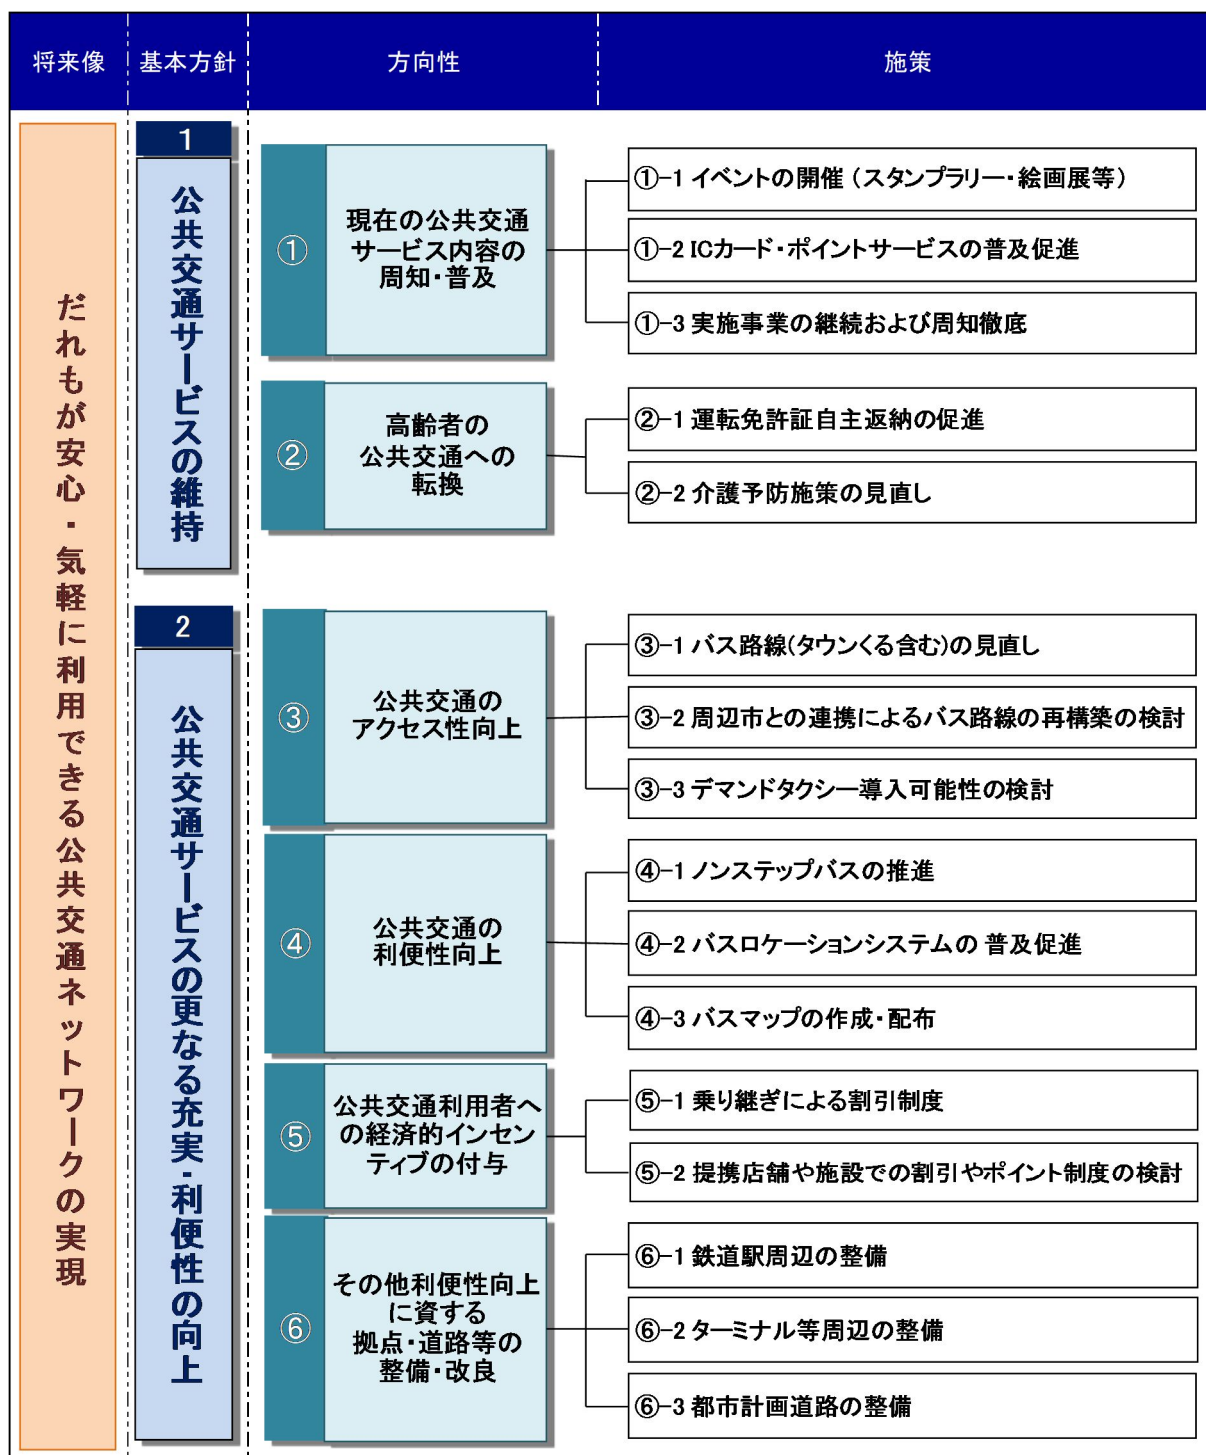 将来像 基本方針 方向性 施策
だれもが安心・気軽に利用できる公共交通ネットワークの実現
1
公共交通サービスの維持
①
現在の公共交通
サービス内容の
周知・普及
①-1 イベントの開催（スタンプラリー・絵画展等）
①-2 ICカード・ポイントサービスの普及促進
①-3 実施事業の継続および周知徹底
②
高齢者の
公共交通への
転換
②-1 運転免許証自主返納の促進
②-2 介護予防施策の見直し
2
公共交通サービスの更なる充実・利便性の向上
③
公共交通の
アクセス性向上
③-1 バス路線(タウンくる含む)の見直し
③-2 周辺市との連携によるバス路線の再構築の検討
③-3 デマンドタクシー導入可能性の検討
④
公共交通の
利便性向上
④-1 ノンステップバスの推進
④-2 バスロケーションシステムの 普及促進
④-3 バスマップの作成・配布
⑤
公共交通利用者へ
の経済的インセン
ティブの付与
⑤-1 乗り継ぎによる割引制度
⑤-2 提携店舗や施設での割引やポイント制度の検討
⑥
その他利便性向上
に資する
拠点・道路等の
整備・改良
⑥-1 鉄道駅周辺の整備
⑥-2 ターミナル等周辺の整備
⑥-3 都市計画道路の整備